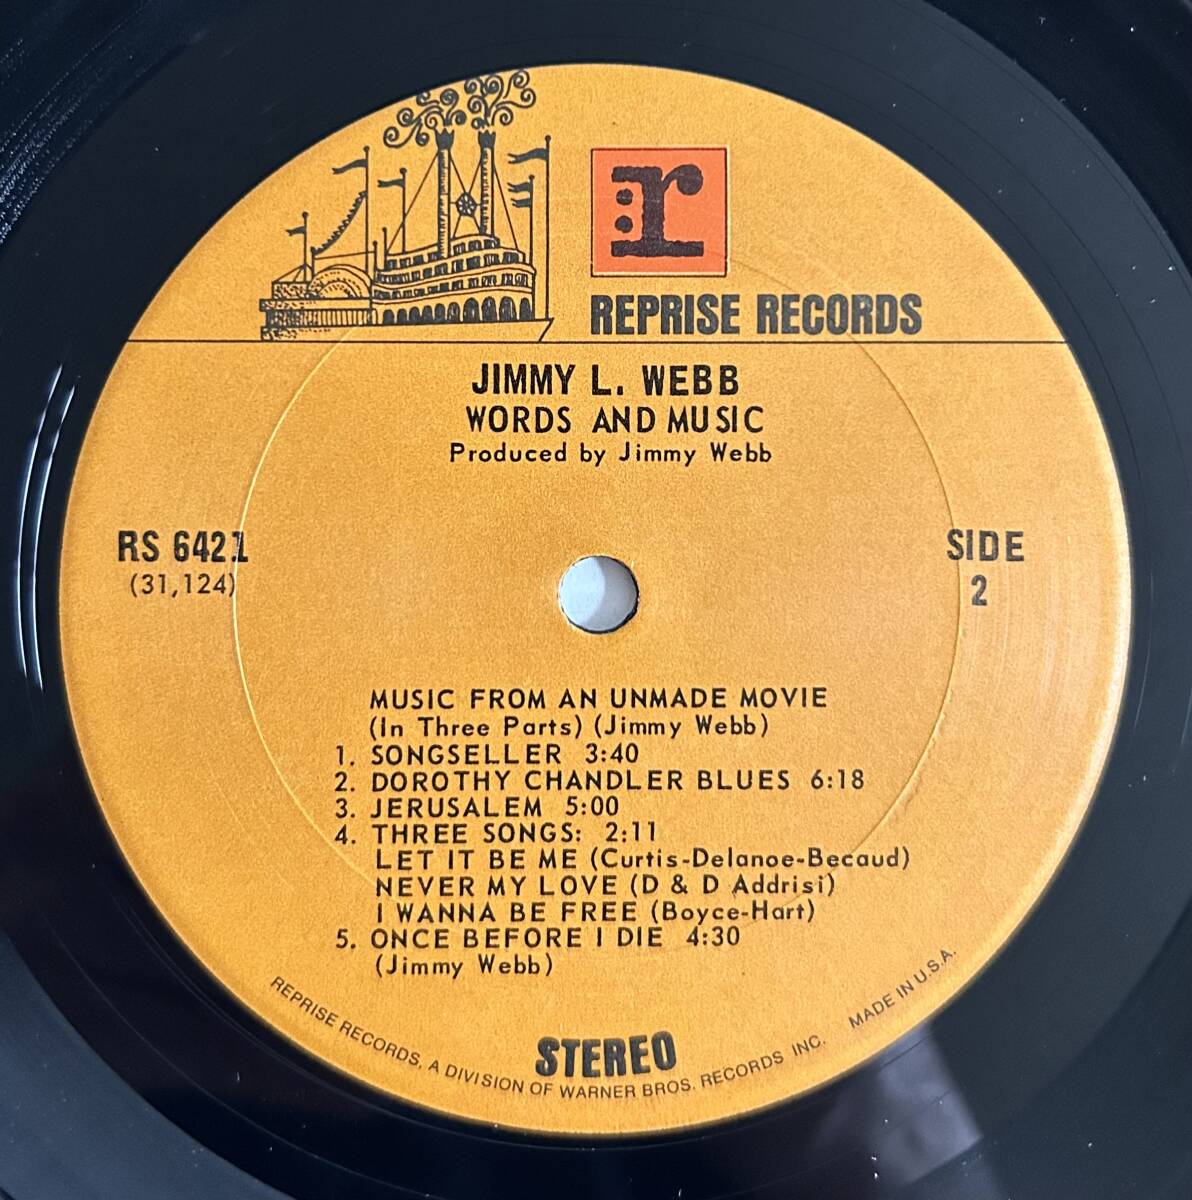 r
REPRISE RECORDS
JIMMY L. WEBB
WORDS AND MUSIC
Produced by Jimmy Webb
RS 6421
(31,124)
SIDE
2
MUSIC FROM AN UNMADE MOVIE
(In Three Parts) (Jimmy Webb)
1. SONGSELLER 3:40
2. DOROTHY CHANDLER BLUES 6:18
3. JERUSALEM 5:00
4. THREE SONGS: 2:11
LET IT BE ME (Curtis-Delanoe-Becaud)
NEVER MY LOVE (D & D Addrisi)
I WANNA BE FREE (Boyce-Hart)
5. ONCE BEFORE I DIE 4:30
(Jimmy Webb)
STEREO
REPRISE RECORDS, A DIVISION OF WARNER BROS. RECORDS INC. MADE IN U.S.A.